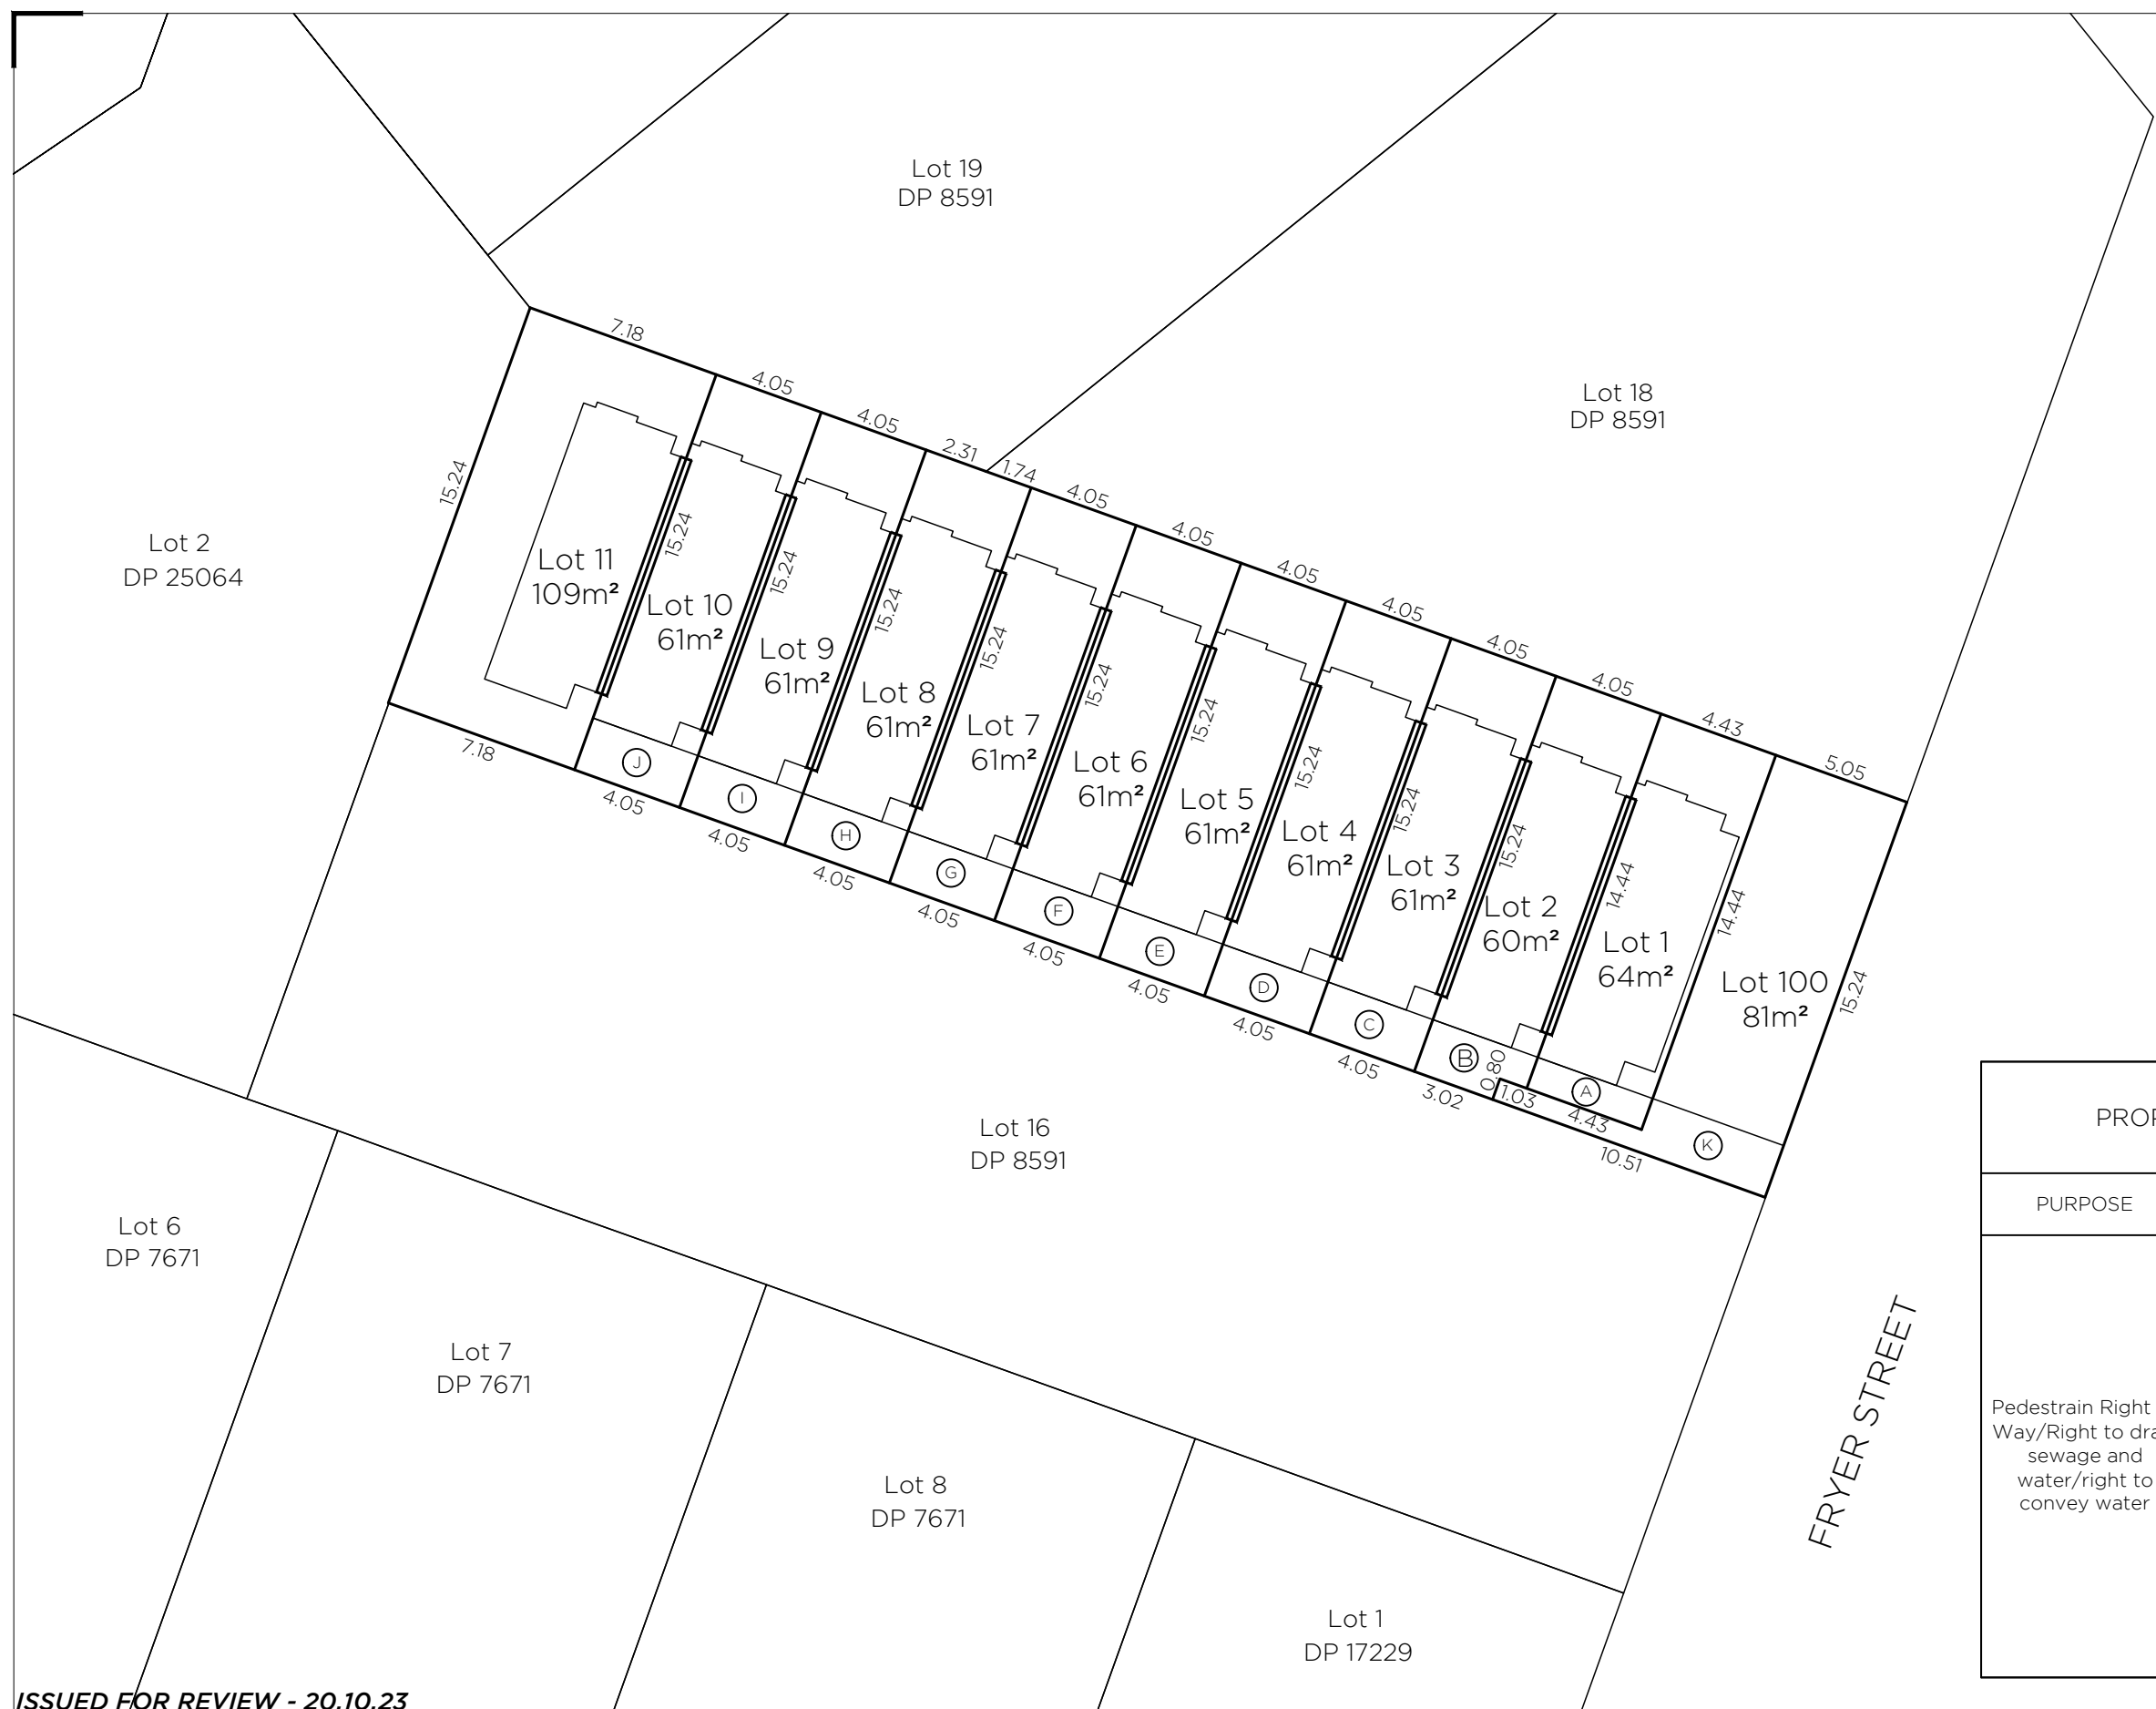 Lot 19
DP 8591
Lot 18
DP 8591
Lot 2
DP 25064
7.18
4.05
4.05
2.31
1.74
4.05
4.05
4.05
4.05
4.05
4.05
4.43
5.05
15.24
Lot 11
109m²
15.24
Lot 10
61m²
15.24
Lot 9
61m²
15.24
Lot 8
61m²
15.24
Lot 7
61m²
15.24
Lot 6
61m²
15.24
Lot 5
61m²
15.24
Lot 4
61m²
15.24
Lot 3
61m²
15.24
Lot 2
60m²
14.44
Lot 1
64m²
14.44
Lot 100
81m²
15.24
J
I
H
G
F
E
D
C
B
A
K
7.18
4.05
4.05
4.05
4.05
4.05
4.05
4.05
4.05
3.02
0.80
1.03
4.43
10.51
Lot 16
DP 8591
Lot 6
DP 7671
Lot 7
DP 7671
Lot 8
DP 7671
Lot 1
DP 17229
FRYER STREET
PURPOSE
Pedestrain Right
Way/Right to
sewage and
water/right to
convey water
ISSUED FOR REVIEW - 20.10.23